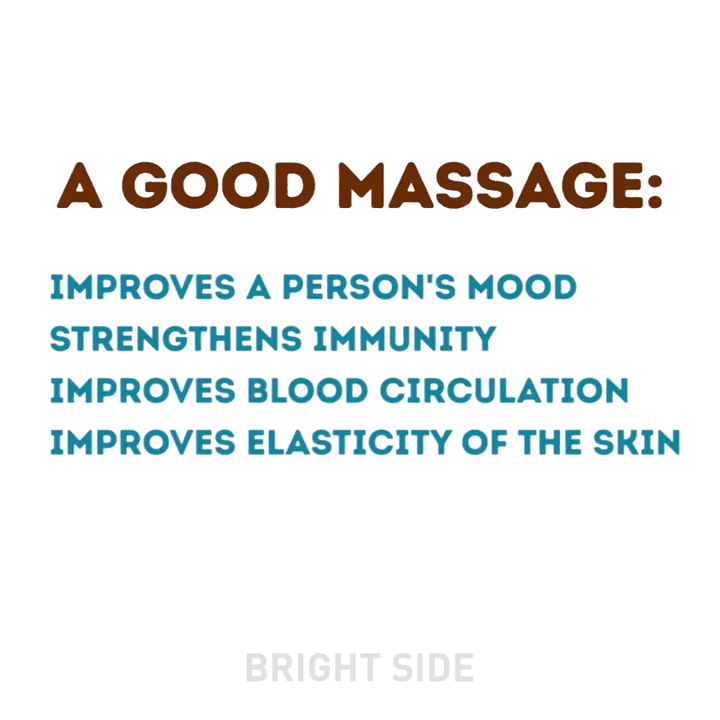 A GOOD MASSAGE:
IMPROVES A PERSON'S MOOD
STRENGTHENS IMMUNITY
IMPROVES BLOOD CIRCULATION
IMPROVES ELASTICITY OF THE SKIN
BRIGHT SIDE